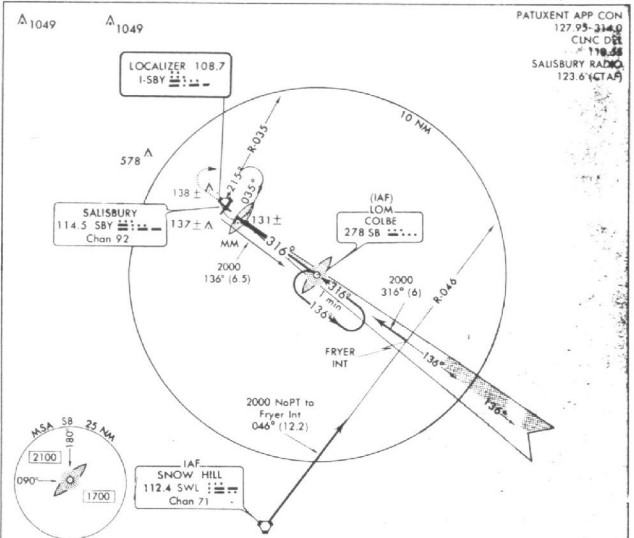 1049
1049
PATUXENT APP CON
127.95
CLNC DEL
SALISBURY RADIO
123.6 (CTAF)
LOCALIZER 108.7
I-SBY
10 NM
R-035
578
215°
035°
138 ±
SALISBURY
114.5 SBY
Chan 92
137 ±
131 ±
MM
316°
2000
136° (6.5)
(IAF)
LOM
COLBE
278 SB
316°
1 min
136°
2000
316° (6)
R-046
FRYER
INT
136°
136°
2000 NoPT to
Fryer Int
046° (12.2)
MSA SB 25 NM
180°
2100
090°
1700
IAF
SNOW HILL
112.4 SWL
Chan 71